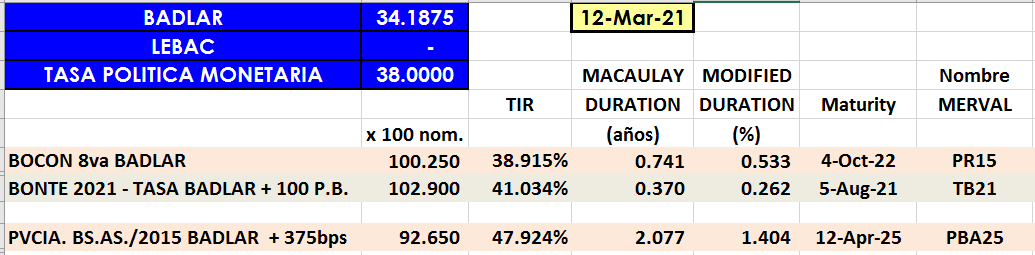 BADLAR 34.1875 12-Mar-21
LEBAC -
TASA POLITICA MONETARIA 38.0000 MACAULAY MODIFIED Nombre
TIR DURATION DURATION Maturity MERVAL
x 100 nom. (años) (%)
BOCON 8va BADLAR 100.250 38.915% 0.741 0.533 4-Oct-22 PR15
BONTE 2021 - TASA BADLAR + 100 P.B. 102.900 41.034% 0.370 0.262 5-Aug-21 TB21
PVCIA. BS.AS./2015 BADLAR + 375bps 92.650 47.924% 2.077 1.404 12-Apr-25 PBA25